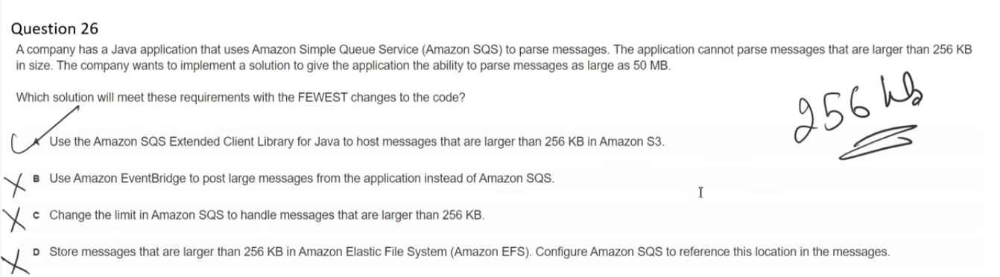 Question 26
A company has a Java application that uses Amazon Simple Queue Service (Amazon SQS) to parse messages. The application cannot parse messages that are larger than 256 KB
in size. The company wants to implement a solution to give the application the ability to parse messages as large as 50 MB.
Which solution will meet these requirements with the FEWEST changes to the code?
256 kb
A Use the Amazon SQS Extended Client Library for Java to host messages that are larger than 256 KB in Amazon S3.
B Use Amazon EventBridge to post large messages from the application instead of Amazon SQS.
C Change the limit in Amazon SQS to handle messages that are larger than 256 KB.
D Store messages that are larger than 256 KB in Amazon Elastic File System (Amazon EFS). Configure Amazon SQS to reference this location in the messages.